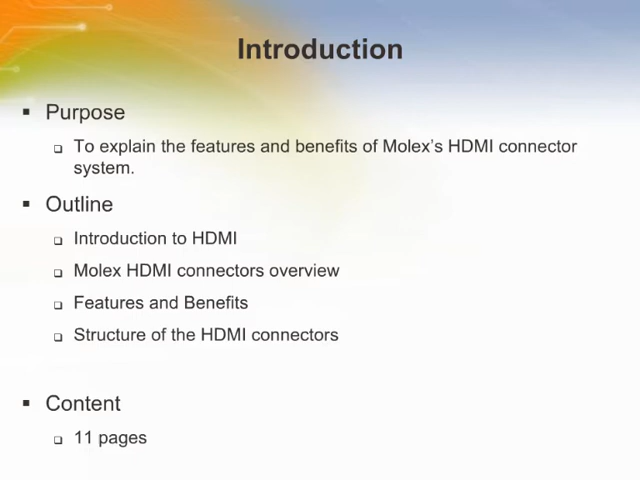 Introduction
▪ Purpose
❑ To explain the features and benefits of Molex's HDMI connector
system.
▪ Outline
❑ Introduction to HDMI
❑ Molex HDMI connectors overview
❑ Features and Benefits
❑ Structure of the HDMI connectors
▪ Content
❑ 11 pages